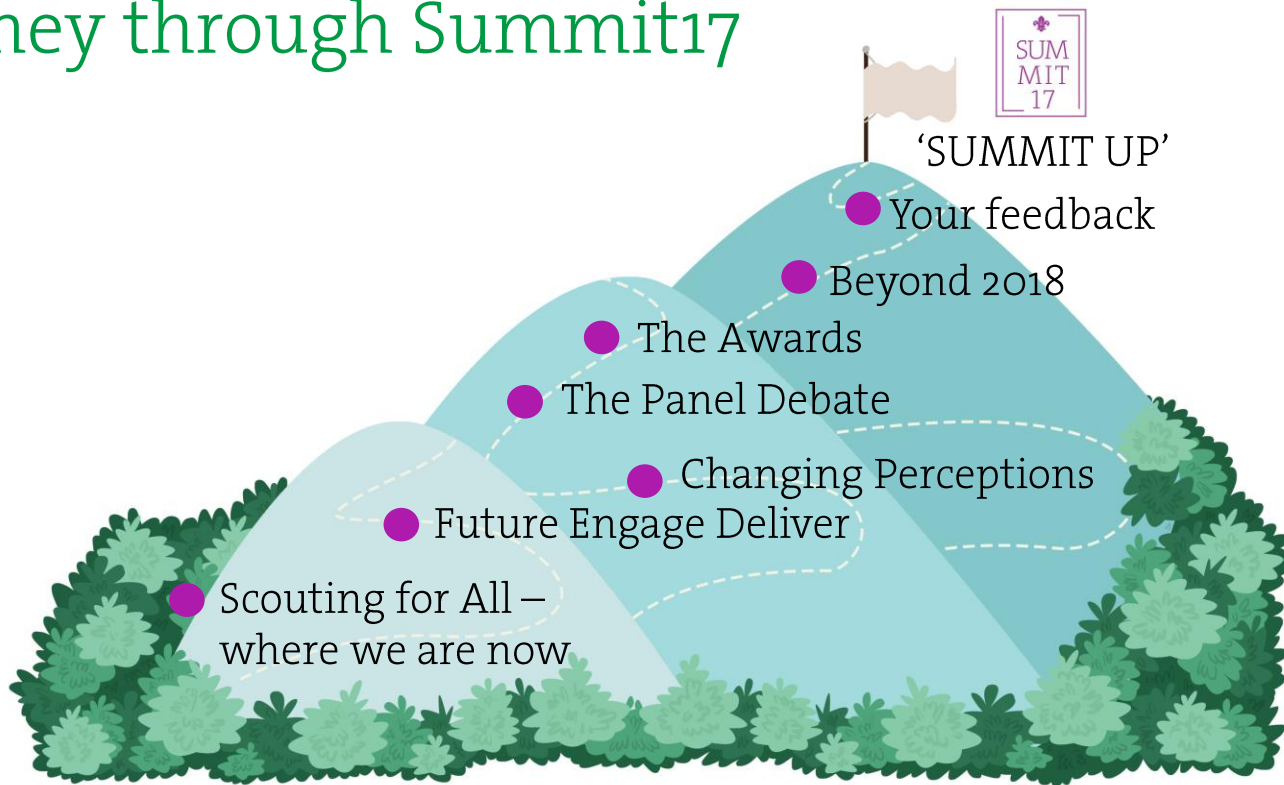 ney through Summit17
SUM
MIT
17
‘SUMMIT UP’
Your feedback
Beyond 2018
The Awards
The Panel Debate
Changing Perceptions
Future Engage Deliver
Scouting for All –
where we are now